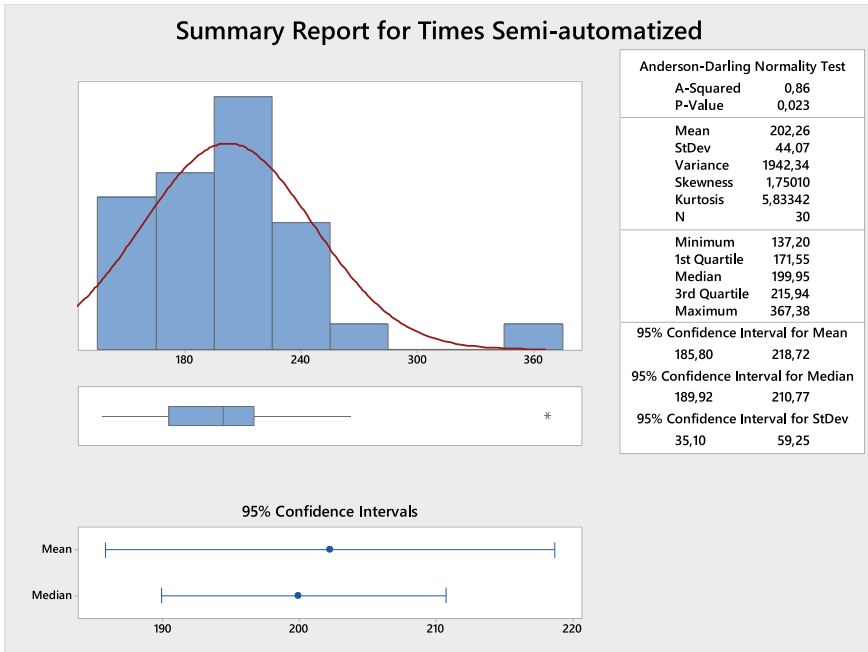 Summary Report for Times Semi-automatized
180 240 300 360
*
Anderson-Darling Normality Test
A-Squared 0,86
P-Value 0,023
Mean 202,26
StDev 44,07
Variance 1942,34
Skewness 1,75010
Kurtosis 5,83342
N 30
Minimum 137,20
1st Quartile 171,55
Median 199,95
3rd Quartile 215,94
Maximum 367,38
95% Confidence Interval for Mean
185,80 218,72
95% Confidence Interval for Median
189,92 210,77
95% Confidence Interval for StDev
35,10 59,25
95% Confidence Intervals
Mean
Median
190 200 210 220